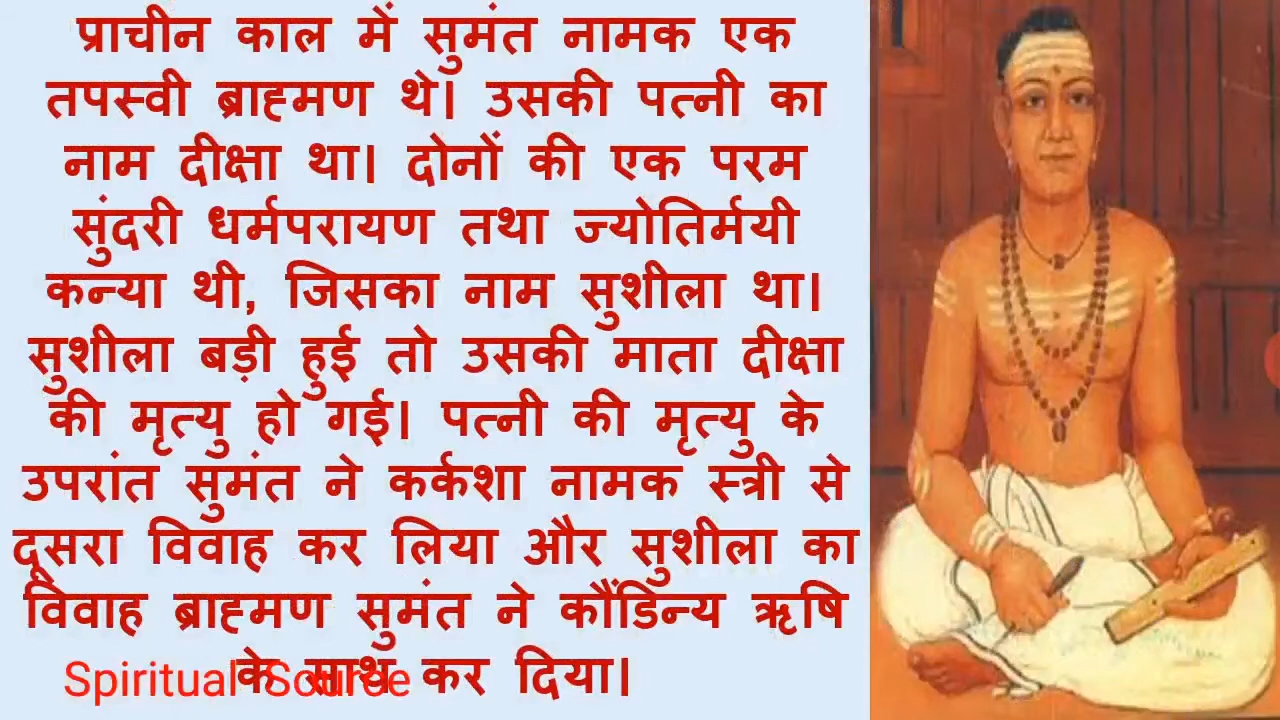 प्राचीन काल में सुमंत नामक एक
तपस्वी ब्राह्मण थे। उसकी पत्नी का
नाम दीक्षा था। दोनों की एक परम
सुंदरी धर्मपरायण तथा ज्योतिर्मयी
कन्या थी, जिसका नाम सुशीला था।
सुशीला बड़ी हुई तो उसकी माता दीक्षा
की मृत्यु हो गई। पत्नी की मृत्यु के
उपरांत सुमंत ने कर्कशा नामक स्त्री से
दूसरा विवाह कर लिया और सुशीला का
विवाह ब्राह्मण सुमंत ने कौंडिन्य ऋषि
के साथ कर दिया।
Spiritual Source